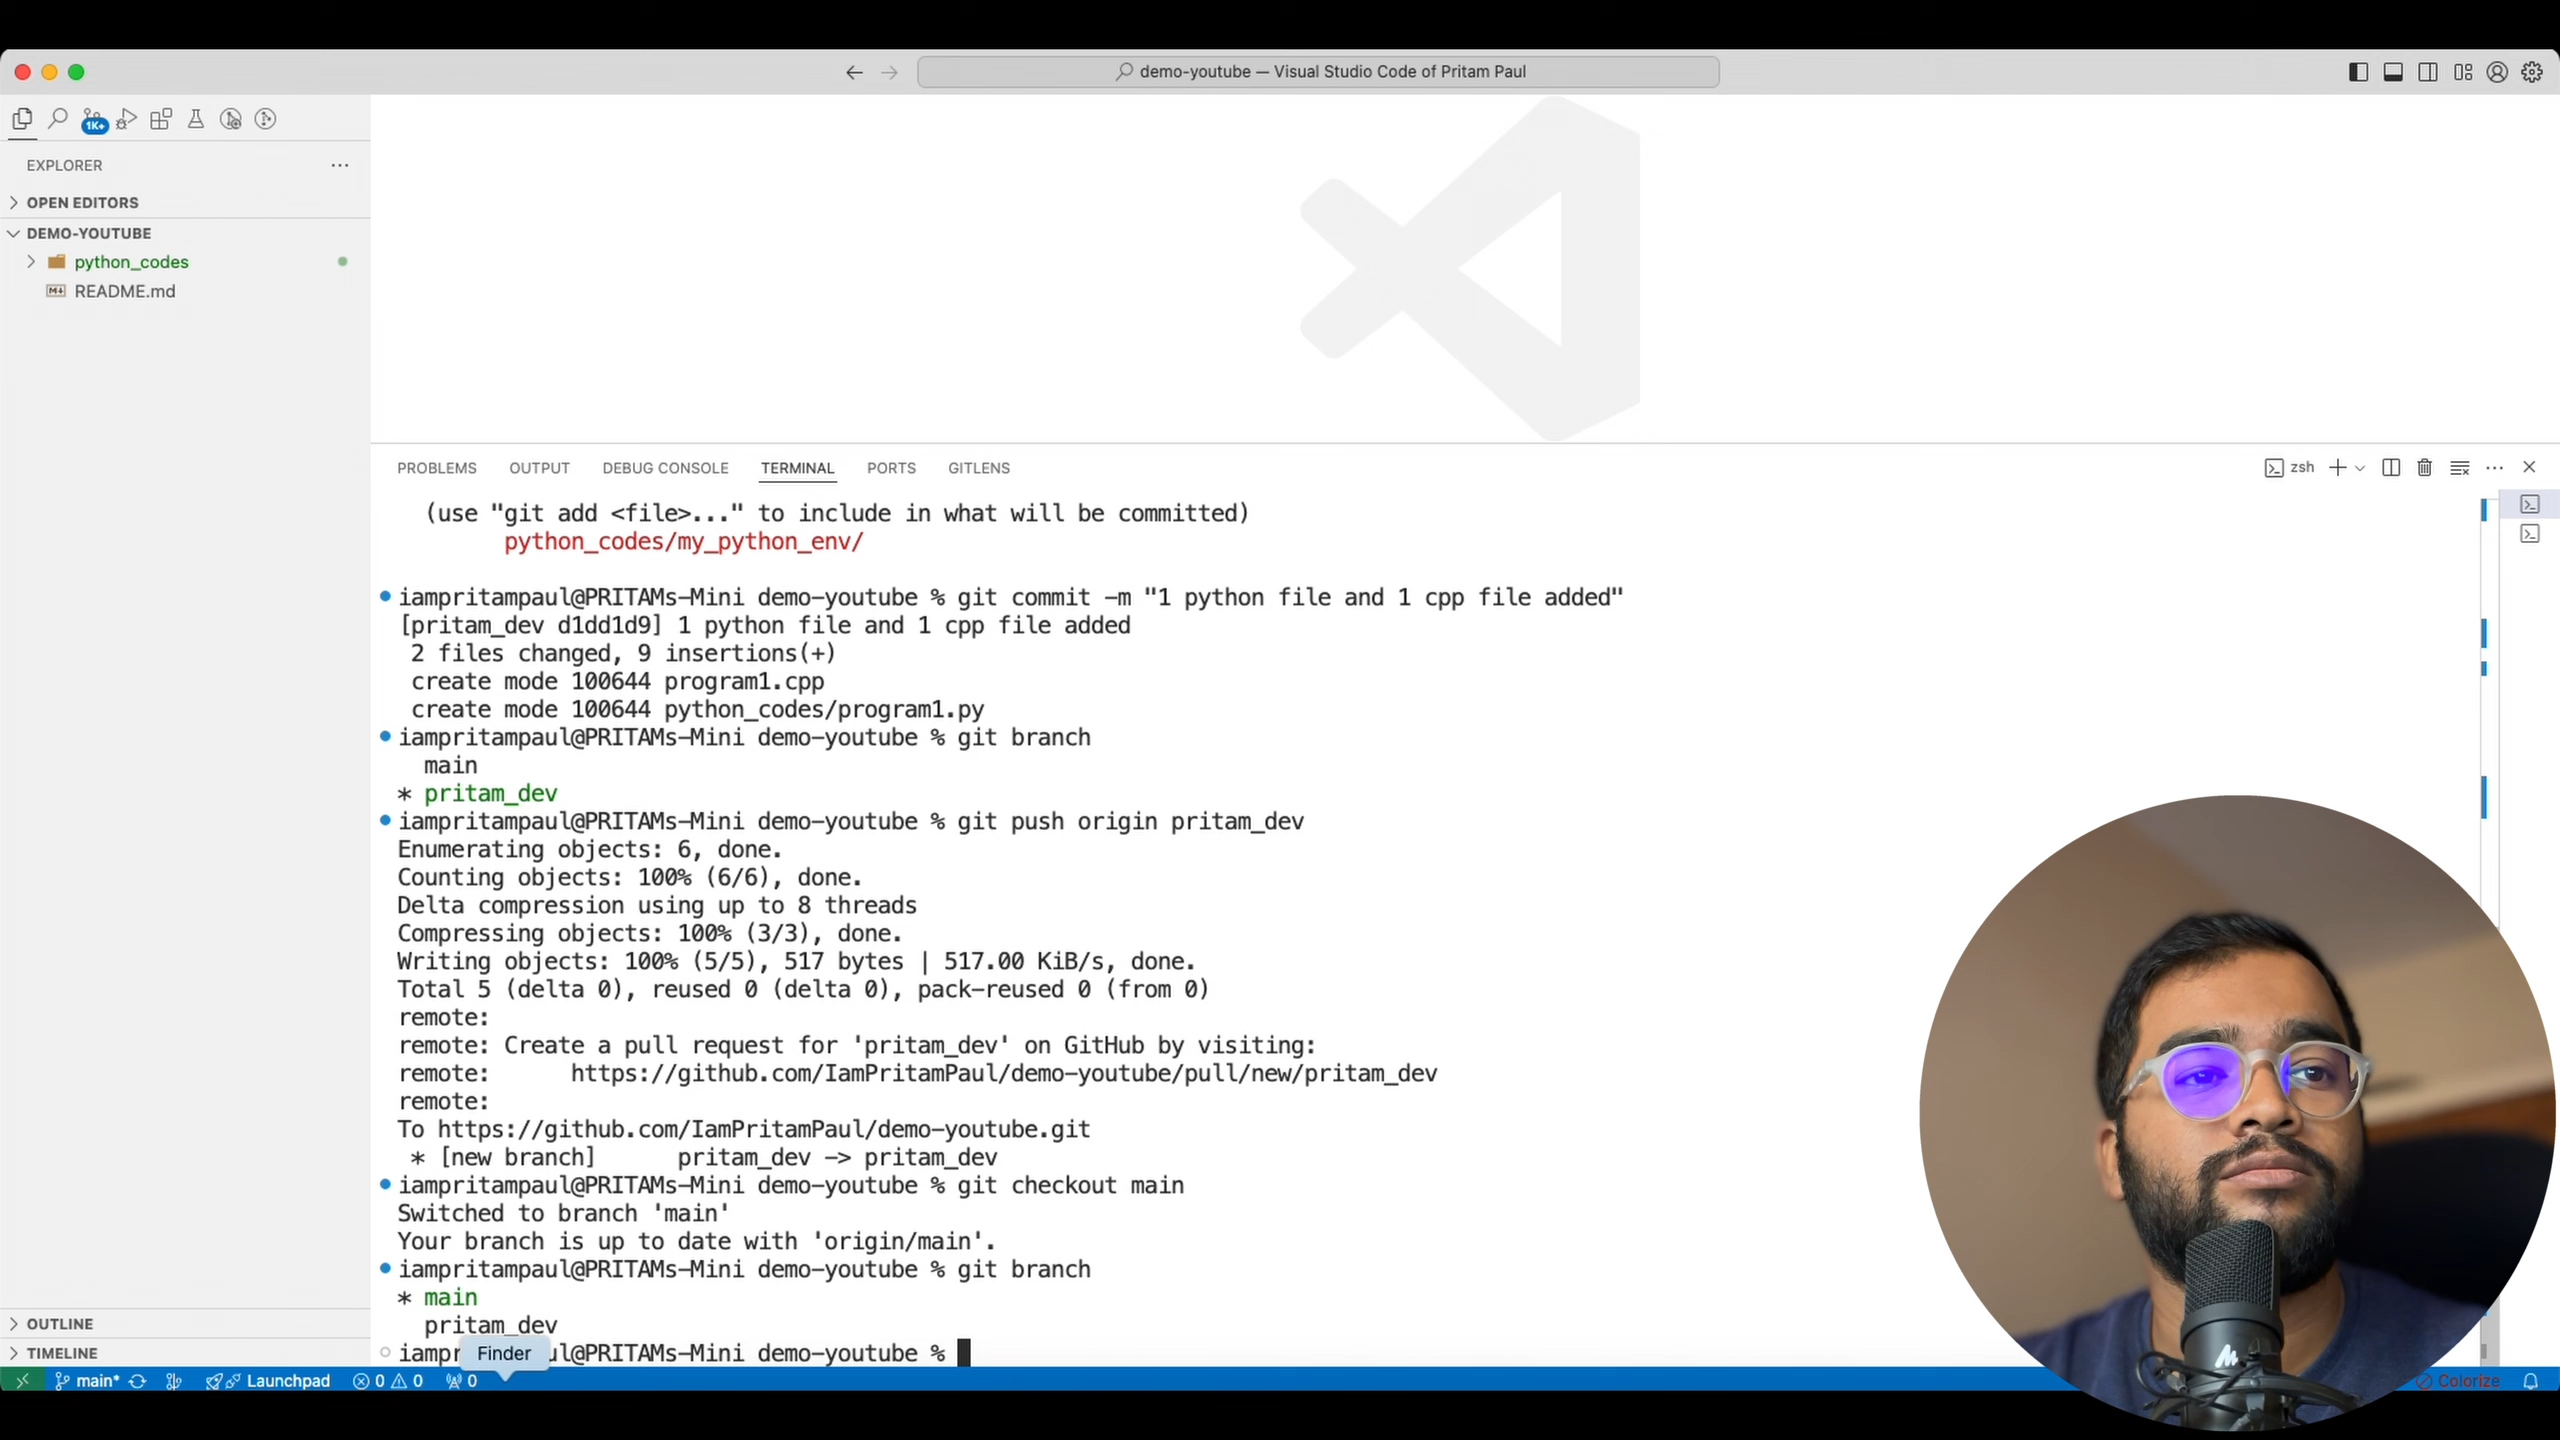 demo-youtube — Visual Studio Code of Pritam Paul
1K+
EXPLORER
OPEN EDITORS
DEMO-YOUTUBE
python_codes
README.md
OUTLINE
TIMELINE
PROBLEMS OUTPUT DEBUG CONSOLE TERMINAL PORTS GITLENS zsh
(use "git add <file>..." to include in what will be committed)
python_codes/my_python_env/
iampritampaul@PRITAMs-Mini demo-youtube % git commit -m "1 python file and 1 cpp file added"
[pritam_dev d1dd1d9] 1 python file and 1 cpp file added
2 files changed, 9 insertions(+)
create mode 100644 program1.cpp
create mode 100644 python_codes/program1.py
iampritampaul@PRITAMs-Mini demo-youtube % git branch
main
* pritam_dev
iampritampaul@PRITAMs-Mini demo-youtube % git push origin pritam_dev
Enumerating objects: 6, done.
Counting objects: 100% (6/6), done.
Delta compression using up to 8 threads
Compressing objects: 100% (3/3), done.
Writing objects: 100% (5/5), 517 bytes | 517.00 KiB/s, done.
Total 5 (delta 0), reused 0 (delta 0), pack-reused 0 (from 0)
remote:
remote: Create a pull request for 'pritam_dev' on GitHub by visiting:
remote: https://github.com/IamPritamPaul/demo-youtube/pull/new/pritam_dev
remote:
To https://github.com/IamPritamPaul/demo-youtube.git
* [new branch] pritam_dev -> pritam_dev
iampritampaul@PRITAMs-Mini demo-youtube % git checkout main
Switched to branch 'main'
Your branch is up to date with 'origin/main'.
iampritampaul@PRITAMs-Mini demo-youtube % git branch
* main
pritam_dev
iampr ul@PRITAMs-Mini demo-youtube %
Finder
main* Launchpad 0 0 0 Colorize